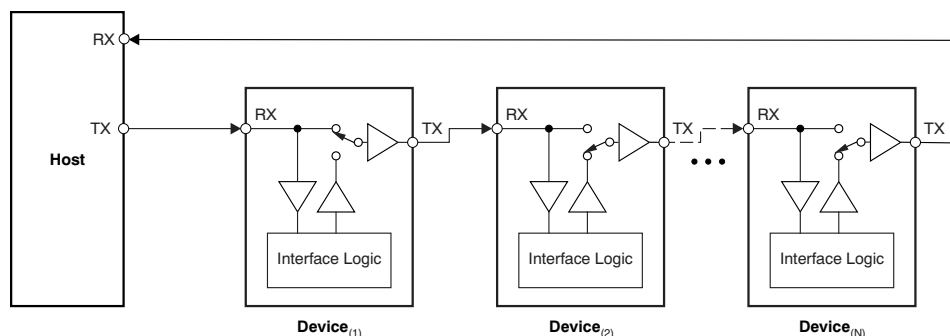 RX
TX
Host
RX
TX
Interface Logic
Device(1)
RX
TX
Interface Logic
Device(2)
RX
TX
Interface Logic
Device(N)